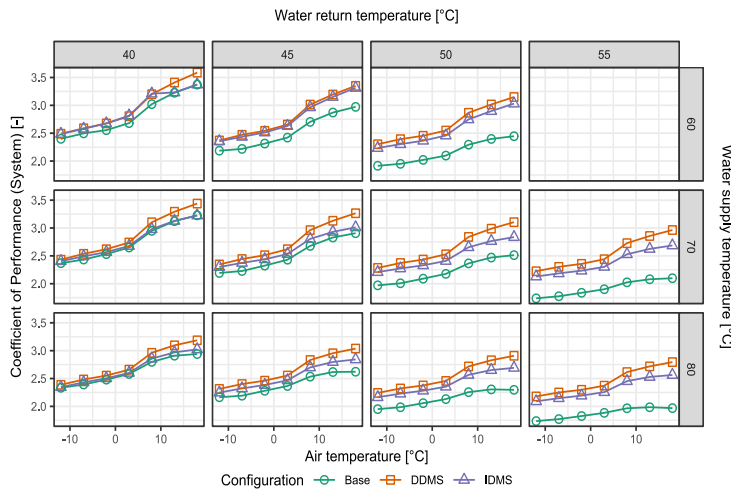 Water return temperature [°C]
40 45 50 55
Coefficient of Performance (System) [-]
3.5
3.0
2.5
2.0
60
3.5
3.0
2.5
2.0
70
3.5
3.0
2.5
2.0
80
Water supply temperature [°C]
-10 0 10 -10 0 10 -10 0 10 -10 0 10
Air temperature [°C]
Configuration Base DDMS IDMS